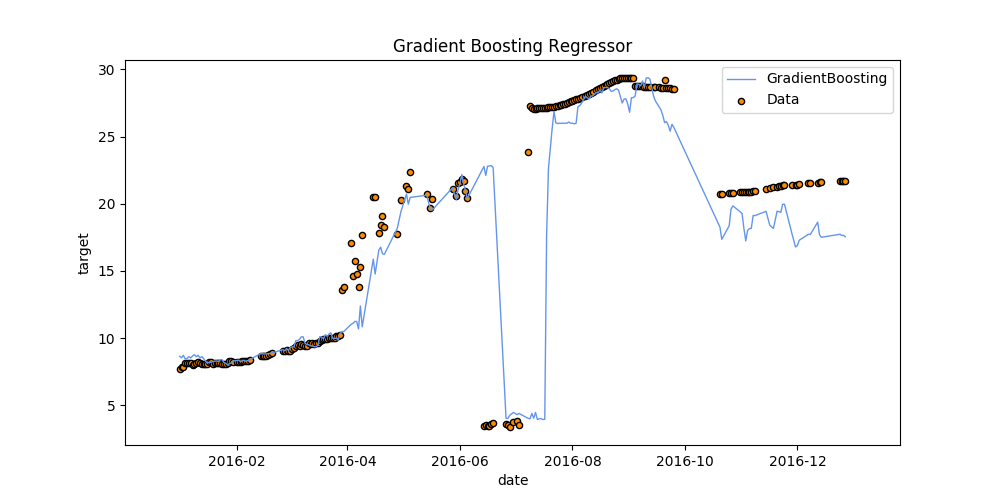 Gradient Boosting Regressor
GradientBoosting
Data
30
25
20
15
10
5
target
2016-02
2016-04
2016-06
2016-08
2016-10
2016-12
date